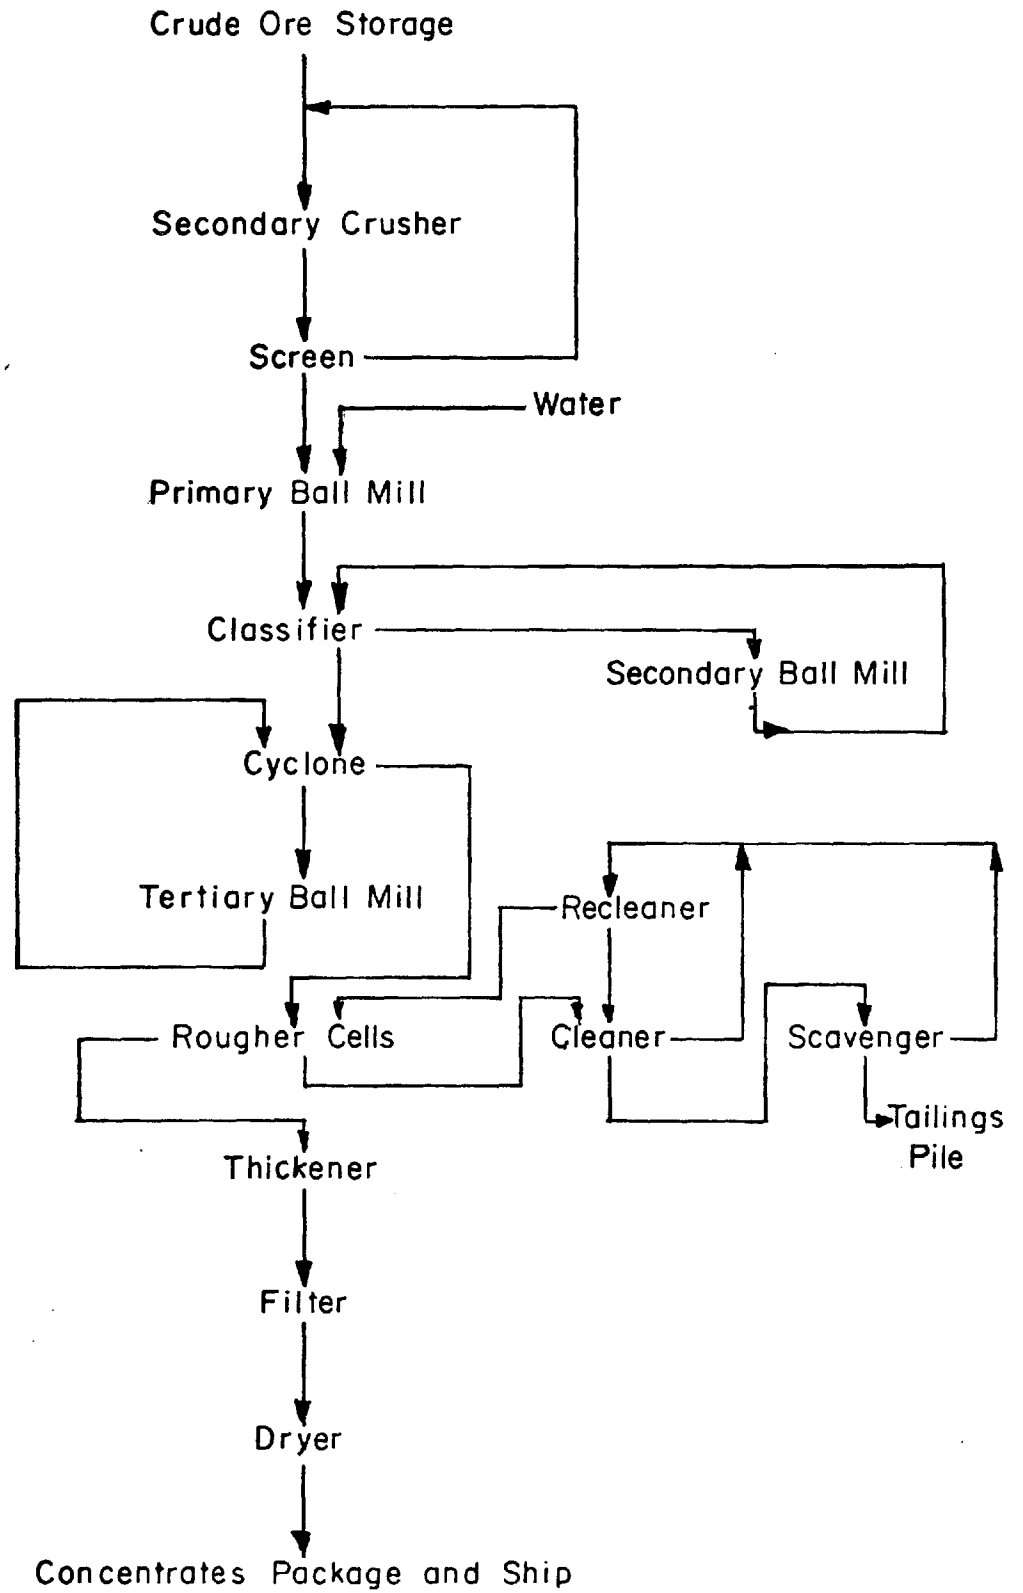 Crude Ore Storage
Secondary Crusher
Screen
Water
Primary Ball Mill
Classifier
Secondary Ball Mill
Cyclone
Tertiary Ball Mill
Recleaner
Rougher Cells
Cleaner
Scavenger
Tailings
Pile
Thickener
Filter
Dryer
Concentrates Package and Ship